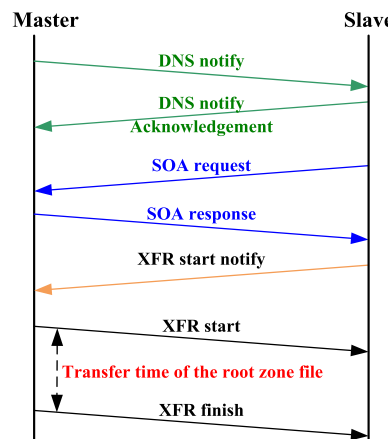 Master
Slave
DNS notify
DNS notify
Acknowledgement
SOA request
SOA response
XFR start notify
XFR start
Transfer time of the root zone file
XFR finish